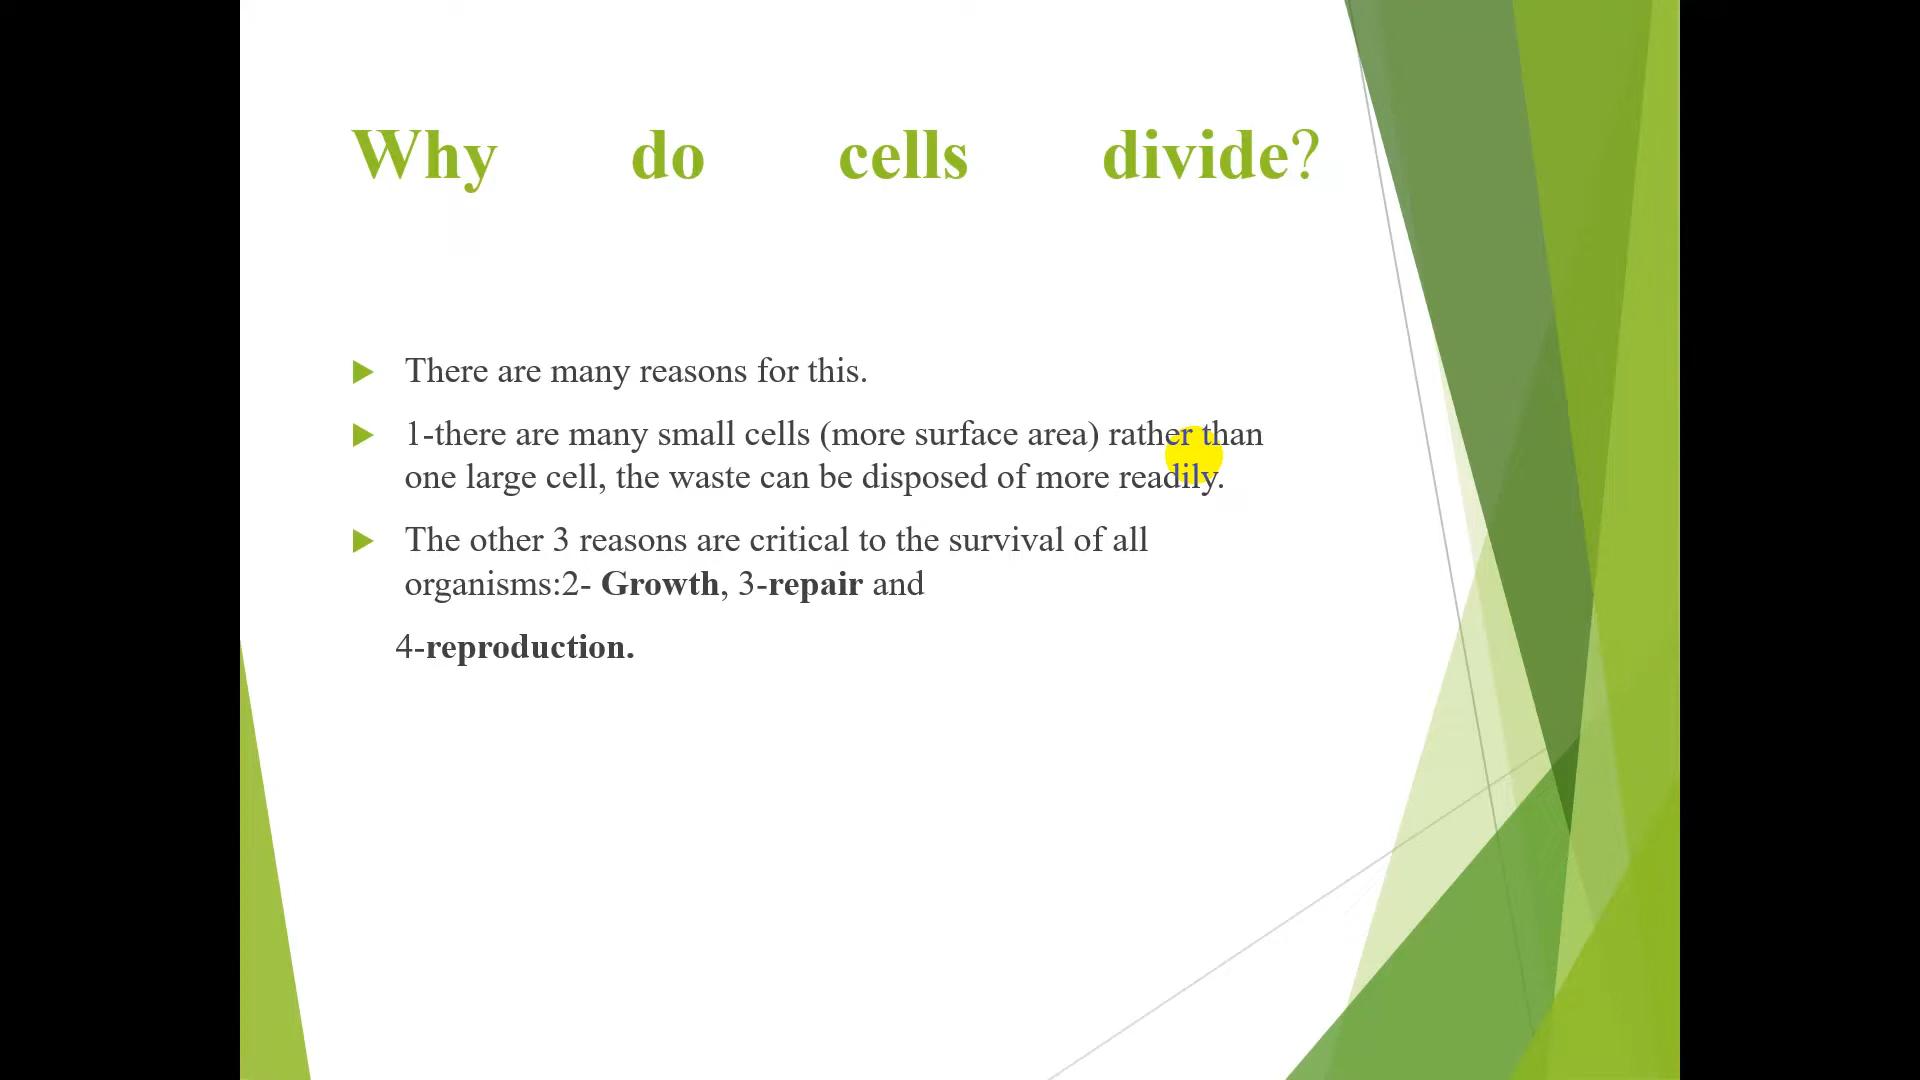 Why do cells divide?
There are many reasons for this.
1-there are many small cells (more surface area) rather than
one large cell, the waste can be disposed of more readily.
The other 3 reasons are critical to the survival of all
organisms:2- Growth, 3-repair and
4-reproduction.